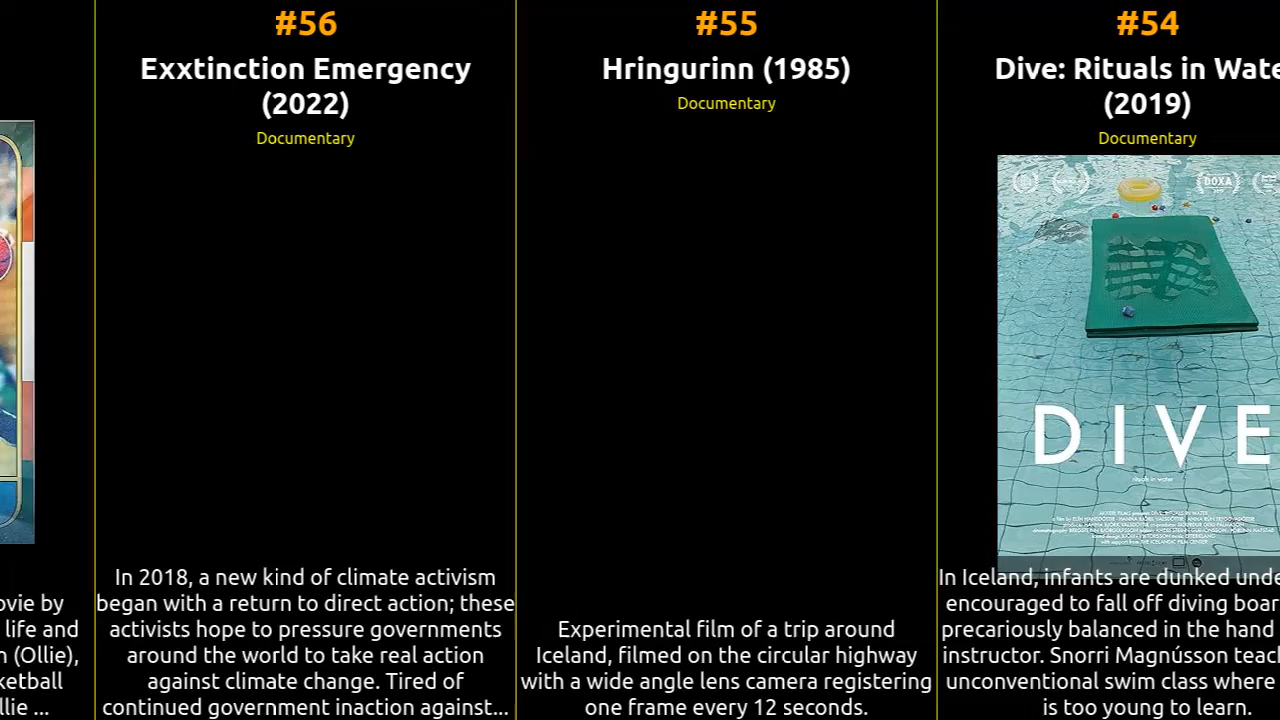 #56
Exxtinction Emergency
(2022)
Documentary
In 2018, a new kind of climate activism
began with a return to direct action; these
activists hope to pressure governments
around the world to take real action
against climate change. Tired of
continued government inaction against...
#55
Hringurinn (1985)
Documentary
Experimental film of a trip around
Iceland, filmed on the circular highway
with a wide angle lens camera registering
one frame every 12 seconds.
#54
Dive: Rituals in Wate
(2019)
Documentary
DOXA
DIVE
rituals in water
In Iceland, infants are dunked unde
encouraged to fall off diving boar
precariously balanced in the hand
instructor. Snorri Magnússon teac
unconventional swim class where
is too young to learn.
ovie by
life and
n (Ollie),
ketball
llie ...